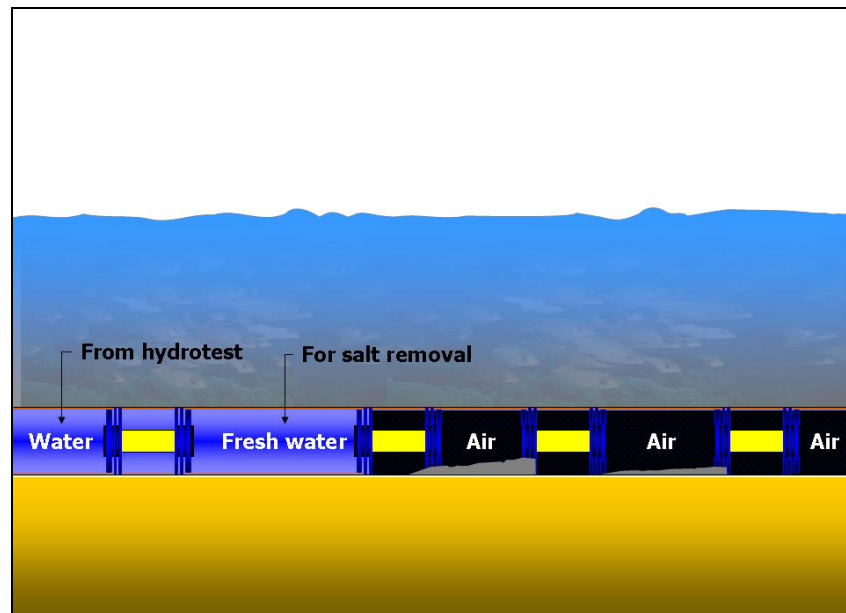 From hydrotest
For salt removal
Water
Fresh water
Air
Air
Air